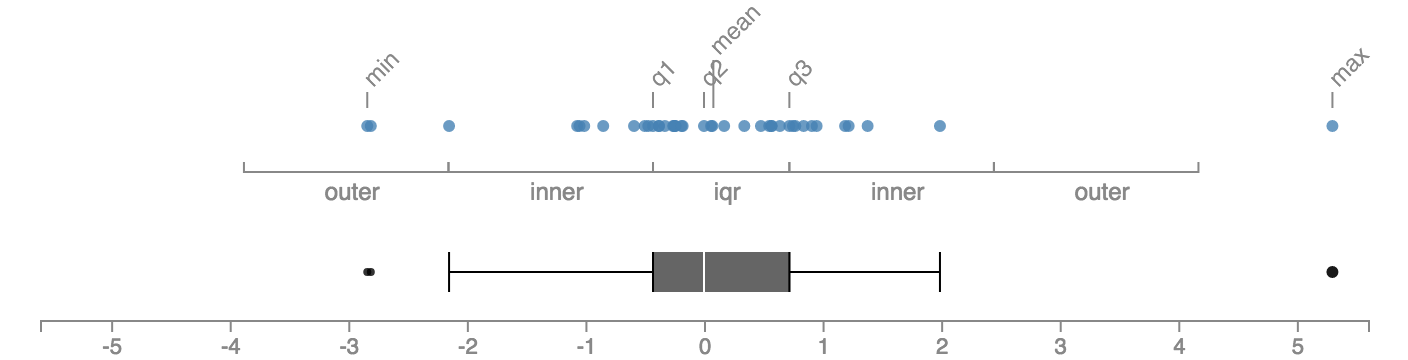 min q1 q2 mean q3 max
outer inner iqr inner outer
-5 -4 -3 -2 -1 0 1 2 3 4 5